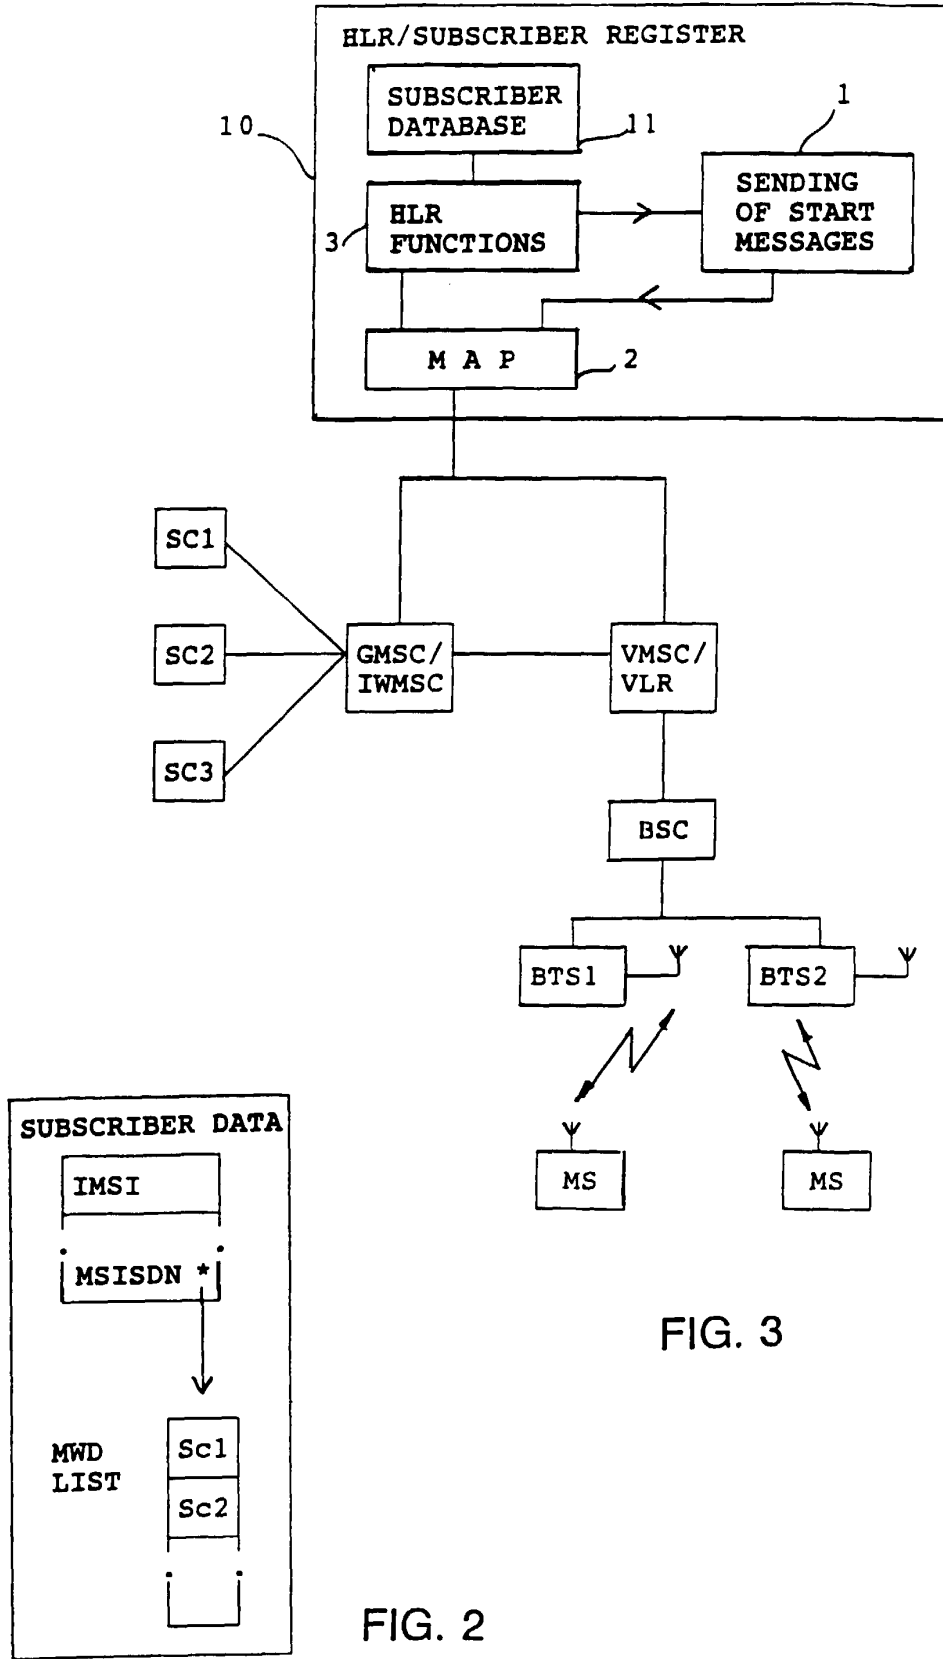 HLR/SUBSCRIBER REGISTER
SUBSCRIBER
DATABASE
10
11
1
SENDING
OF START
MESSAGES
3
HLR
FUNCTIONS
M A P
2
SC1
SC2
SC3
GMSC/
IWMSC
VMSC/
VLR
BSC
BTS1
BTS2
MS
MS
FIG. 3
SUBSCRIBER DATA
IMSI
MSISDN *
MWD
LIST
Sc1
Sc2
FIG. 2